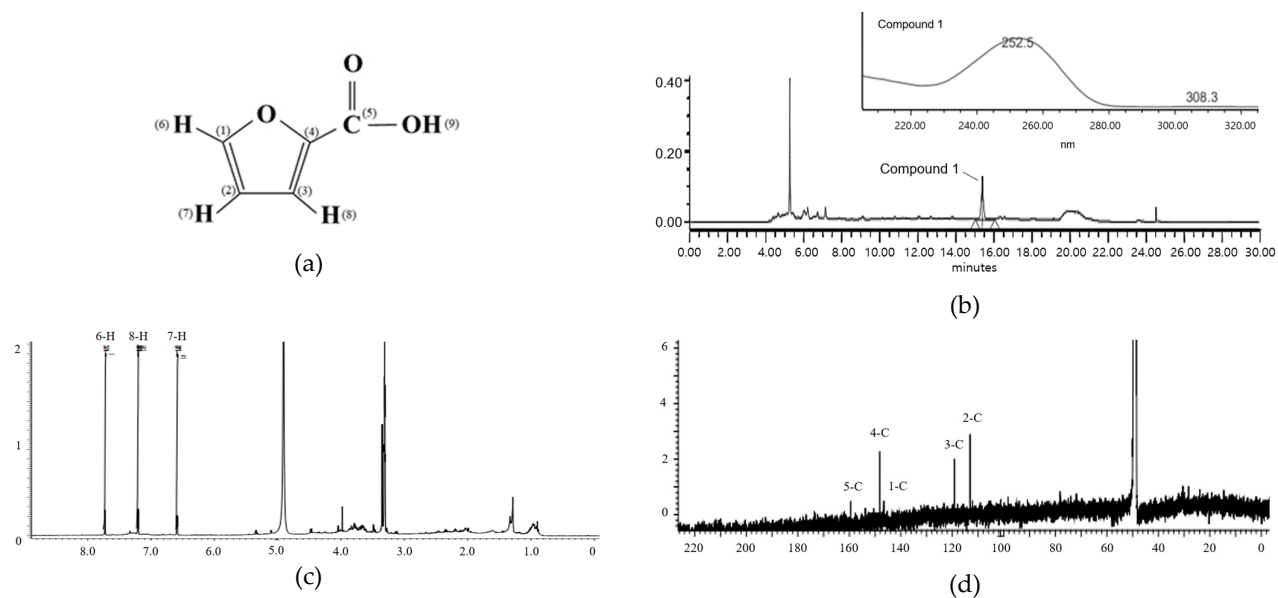 O
(6) H
O
(1)
(4)
C
(5)
OH (9)
(2)
(3)
(7) H
H (8)
(a)
Compound 1
252.5
308.3
220.00 240.00 260.00 280.00 300.00 320.00
nm
0.40
0.20
0.00
Compound 1
0.00 2.00 4.00 6.00 8.00 10.00 12.00 14.00 16.00 18.00 20.00 22.00 24.00 26.00 28.00 30.00
minutes
(b)
6-H 8-H 7-H
2
1
0
8.0 7.0 6.0 5.0 4.0 3.0 2.0 1.0 0
(c)
6
4
2
0
5-C
4-C
1-C
3-C
2-C
220 200 180 160 140 120 100 80 60 40 20 0
(d)